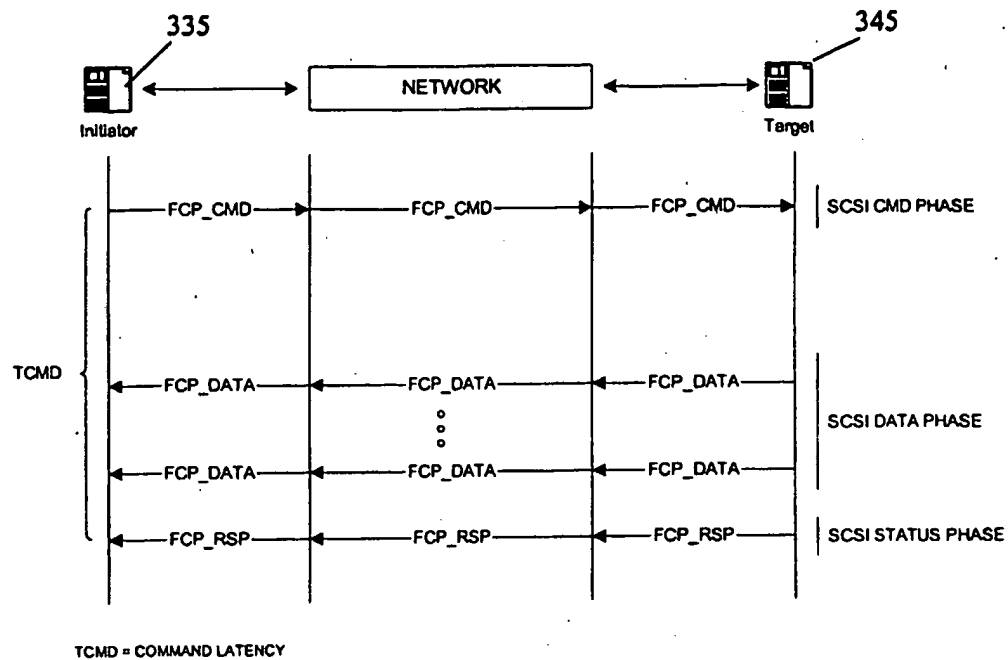 335
345
NETWORK
Initiator
Target
FCP_CMD FCP_CMD FCP_CMD SCSI CMD PHASE
TCMD
FCP_DATA FCP_DATA FCP_DATA
SCSI DATA PHASE
FCP_DATA FCP_DATA FCP_DATA
FCP_RSP FCP_RSP FCP_RSP SCSI STATUS PHASE
TCMD = COMMAND LATENCY